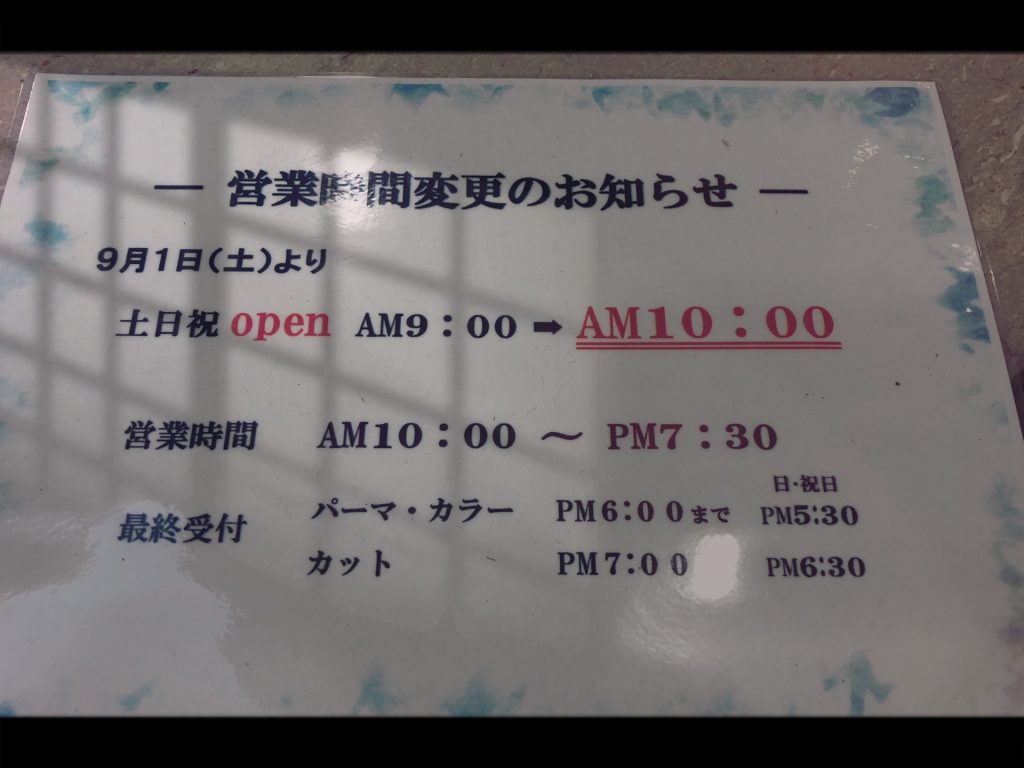 ― 営業時間変更のお知らせ ―
9月1日(土)より
土日祝 open AM9：00 ➡ AM10：00
営業時間 AM10：00 ～ PM7：30
日・祝日
最終受付 パーマ・カラー PM6:00まで PM5:30
カット PM7:00 PM6:30